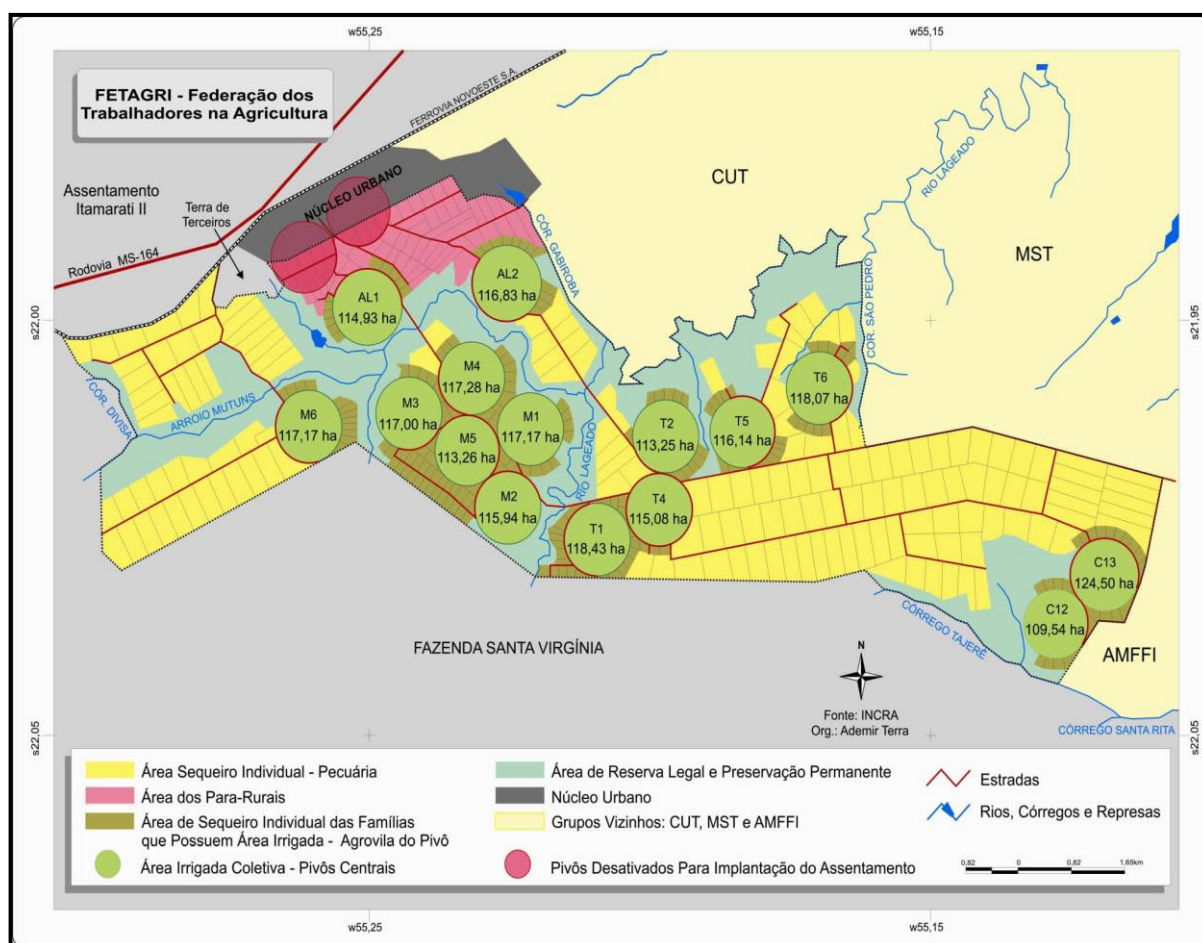 w55,25
w55,15
FETAGRI - Federação dos
Trabalhadores na Agricultura
FERROVIA NOVOESTE S.A.
NÚCLEO URBANO
CUT
RIO LAGEADO
Assentamento
Itamarati II
Terra de
Terceiros
MST
Rodovia MS-164
CÓR. GABIROBA
CÓR. SÃO PEDRO
AL2
116,83 ha
AL1
114,93 ha
s22,00
s21,95
M4
117,28 ha
T6
118,07 ha
CÓR. DIVISA
ARROIO MUTUNS
M6
117,17 ha
M3
117,00 ha
M1
117,17 ha
T2
113,25 ha
T5
116,14 ha
M5
113,26 ha
RIO LAGEADO
M2
115,94 ha
T4
115,08 ha
T1
118,43 ha
C13
124,50 ha
C12
109,54 ha
CÓRREGO TAJERÊ
AMFFI
FAZENDA SANTA VIRGÍNIA
N
Fonte: INCRA
Org.: Ademir Terra
CÓRREGO SANTA RITA
s22,05
s22,05
Área Sequeiro Individual - Pecuária
Área dos Para-Rurais
Área de Sequeiro Individual das Famílias
que Possuem Área Irrigada - Agrovila do Pivô
Área Irrigada Coletiva - Pivôs Centrais
Área de Reserva Legal e Preservação Permanente
Núcleo Urbano
Grupos Vizinhos: CUT, MST e AMFFI
Pivôs Desativados Para Implantação do Assentamento
Estradas
Rios, Córregos e Represas
0,82 0 0,82 1,65km
w55,25
w55,15